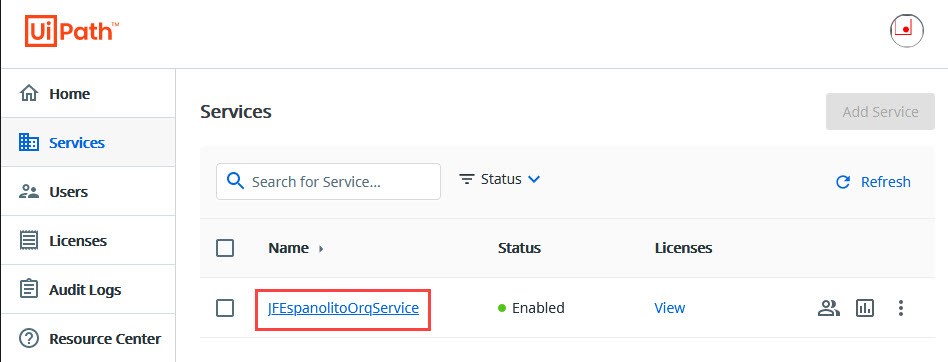 UiPath™
Home
Services
Users
Licenses
Audit Logs
Resource Center
Services
Add Service
Search for Service...
Status
Refresh
Name
Status
Licenses
JFEspanolitoOrqService
Enabled
View